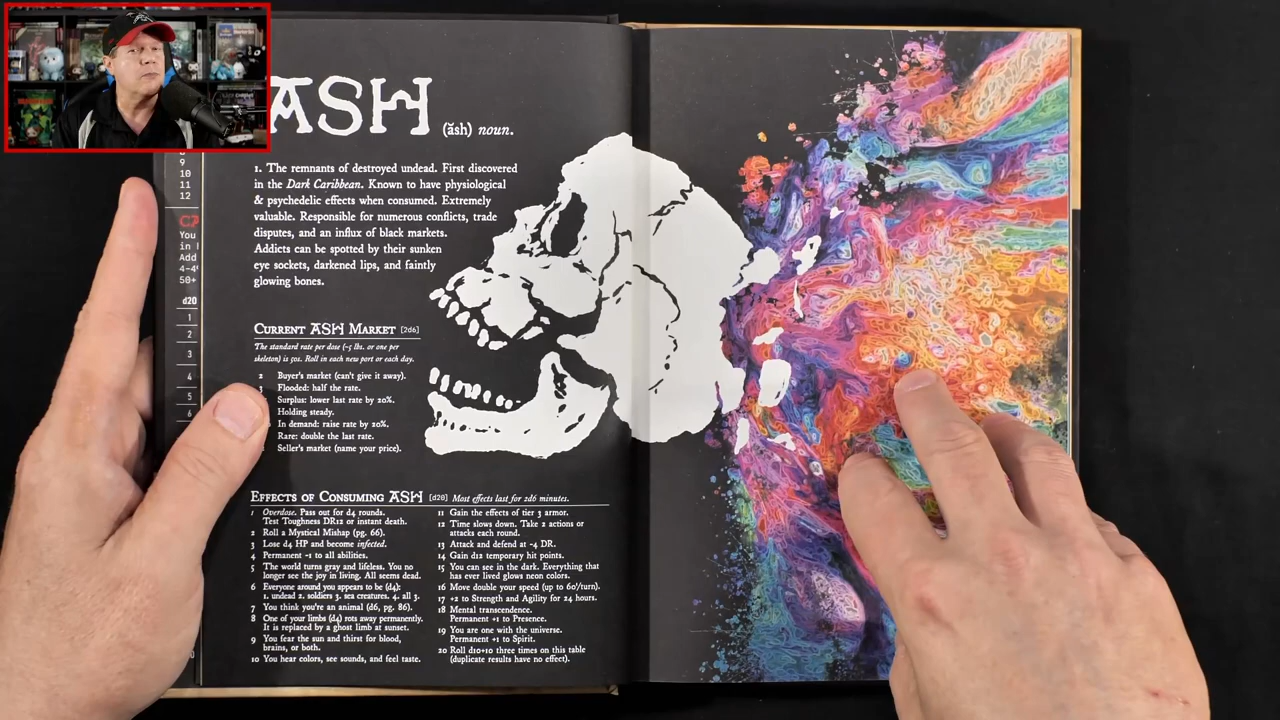 ASH (ăsh) noun.
1. The remnants of destroyed undead. First discovered
in the Dark Caribbean. Known to have physiological
& psychedelic effects when consumed. Extremely
valuable. Responsible for numerous conflicts, trade
disputes, and an influx of black markets.
Addicts can be spotted by their sunken
eye sockets, darkened lips, and faintly
glowing bones.
9
10
11
12
You
in
Add
50+
d20
1
2
3
4
5
6
CURRENT ASH MARKET [2d6]
The standard rate per dose (~5 lbs. or one per
skeleton) is 50s. Roll in each new port or each day.
2 Buyer's market (can't give it away).
3 Flooded: half the rate.
Surplus: lower last rate by 20%.
Holding steady.
In demand: raise rate by 20%.
Rare: double the last rate.
Seller's market (name your price).
EFFECTS OF CONSUMING ASH [d20] Most effects last for 2d6 minutes.
1 Overdose. Pass out for d4 rounds.
Test Toughness DR12 or instant death.
2 Roll a Mystical Mishap (pg. 66).
3 Lose d4 HP and become infected.
4 Permanent -1 to all abilities.
5 The world turns gray and lifeless. You no
longer see the joy in living. All seems dead.
6 Everyone around you appears to be (d4):
1. undead 2. soldiers 3. sea creatures. 4. all 3.
7 You think you're an animal (d6, pg. 86).
8 One of your limbs (d4) rots away permanently.
It is replaced by a ghost limb at sunset.
9 You fear the sun and thirst for blood,
brains, or both.
10 You hear colors, see sounds, and feel taste.
11 Gain the effects of tier 3 armor.
12 Time slows down. Take 2 actions or
attacks each round.
13 Attack and defend at -4 DR.
14 Gain d12 temporary hit points.
15 You can see in the dark. Everything that
has ever lived glows neon colors.
16 Move double your speed (up to 60'/turn).
17 +2 to Strength and Agility for 24 hours.
18 Mental transcendence.
Permanent +1 to Presence.
19 You are one with the universe.
Permanent +1 to Spirit.
20 Roll d10+10 three times on this table
(duplicate results have no effect).